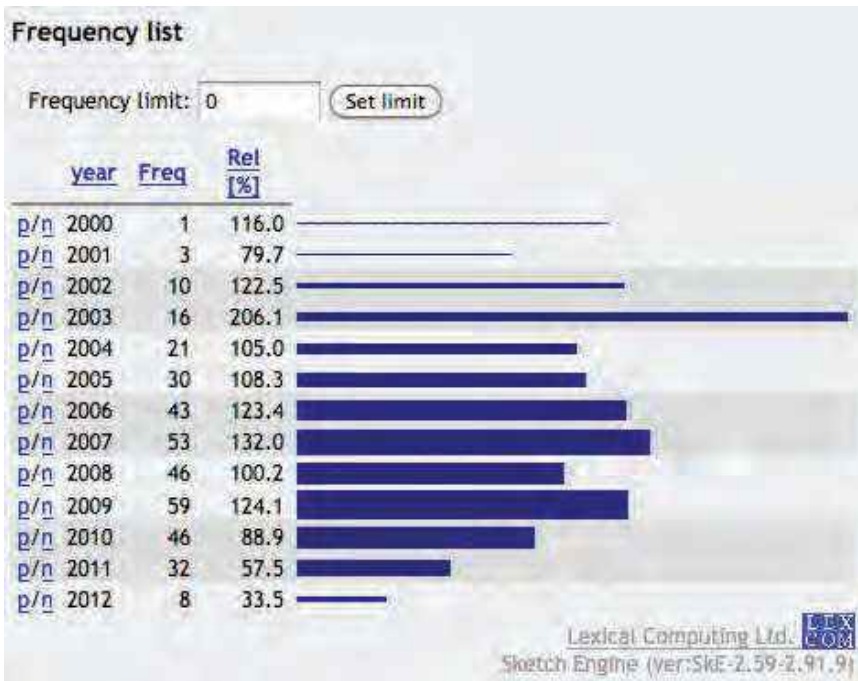 Frequency list
Frequency limit: 0 Set limit
year Freq Rel [%]
p/n 2000 1 116.0
p/n 2001 3 79.7
p/n 2002 10 122.5
p/n 2003 16 206.1
p/n 2004 21 105.0
p/n 2005 30 108.3
p/n 2006 43 123.4
p/n 2007 53 132.0
p/n 2008 46 100.2
p/n 2009 59 124.1
p/n 2010 46 88.9
p/n 2011 32 57.5
p/n 2012 8 33.5
Lexical Computing Ltd. LEX COM
Sketch Engine (ver:SkE-2.59-2.91.9)